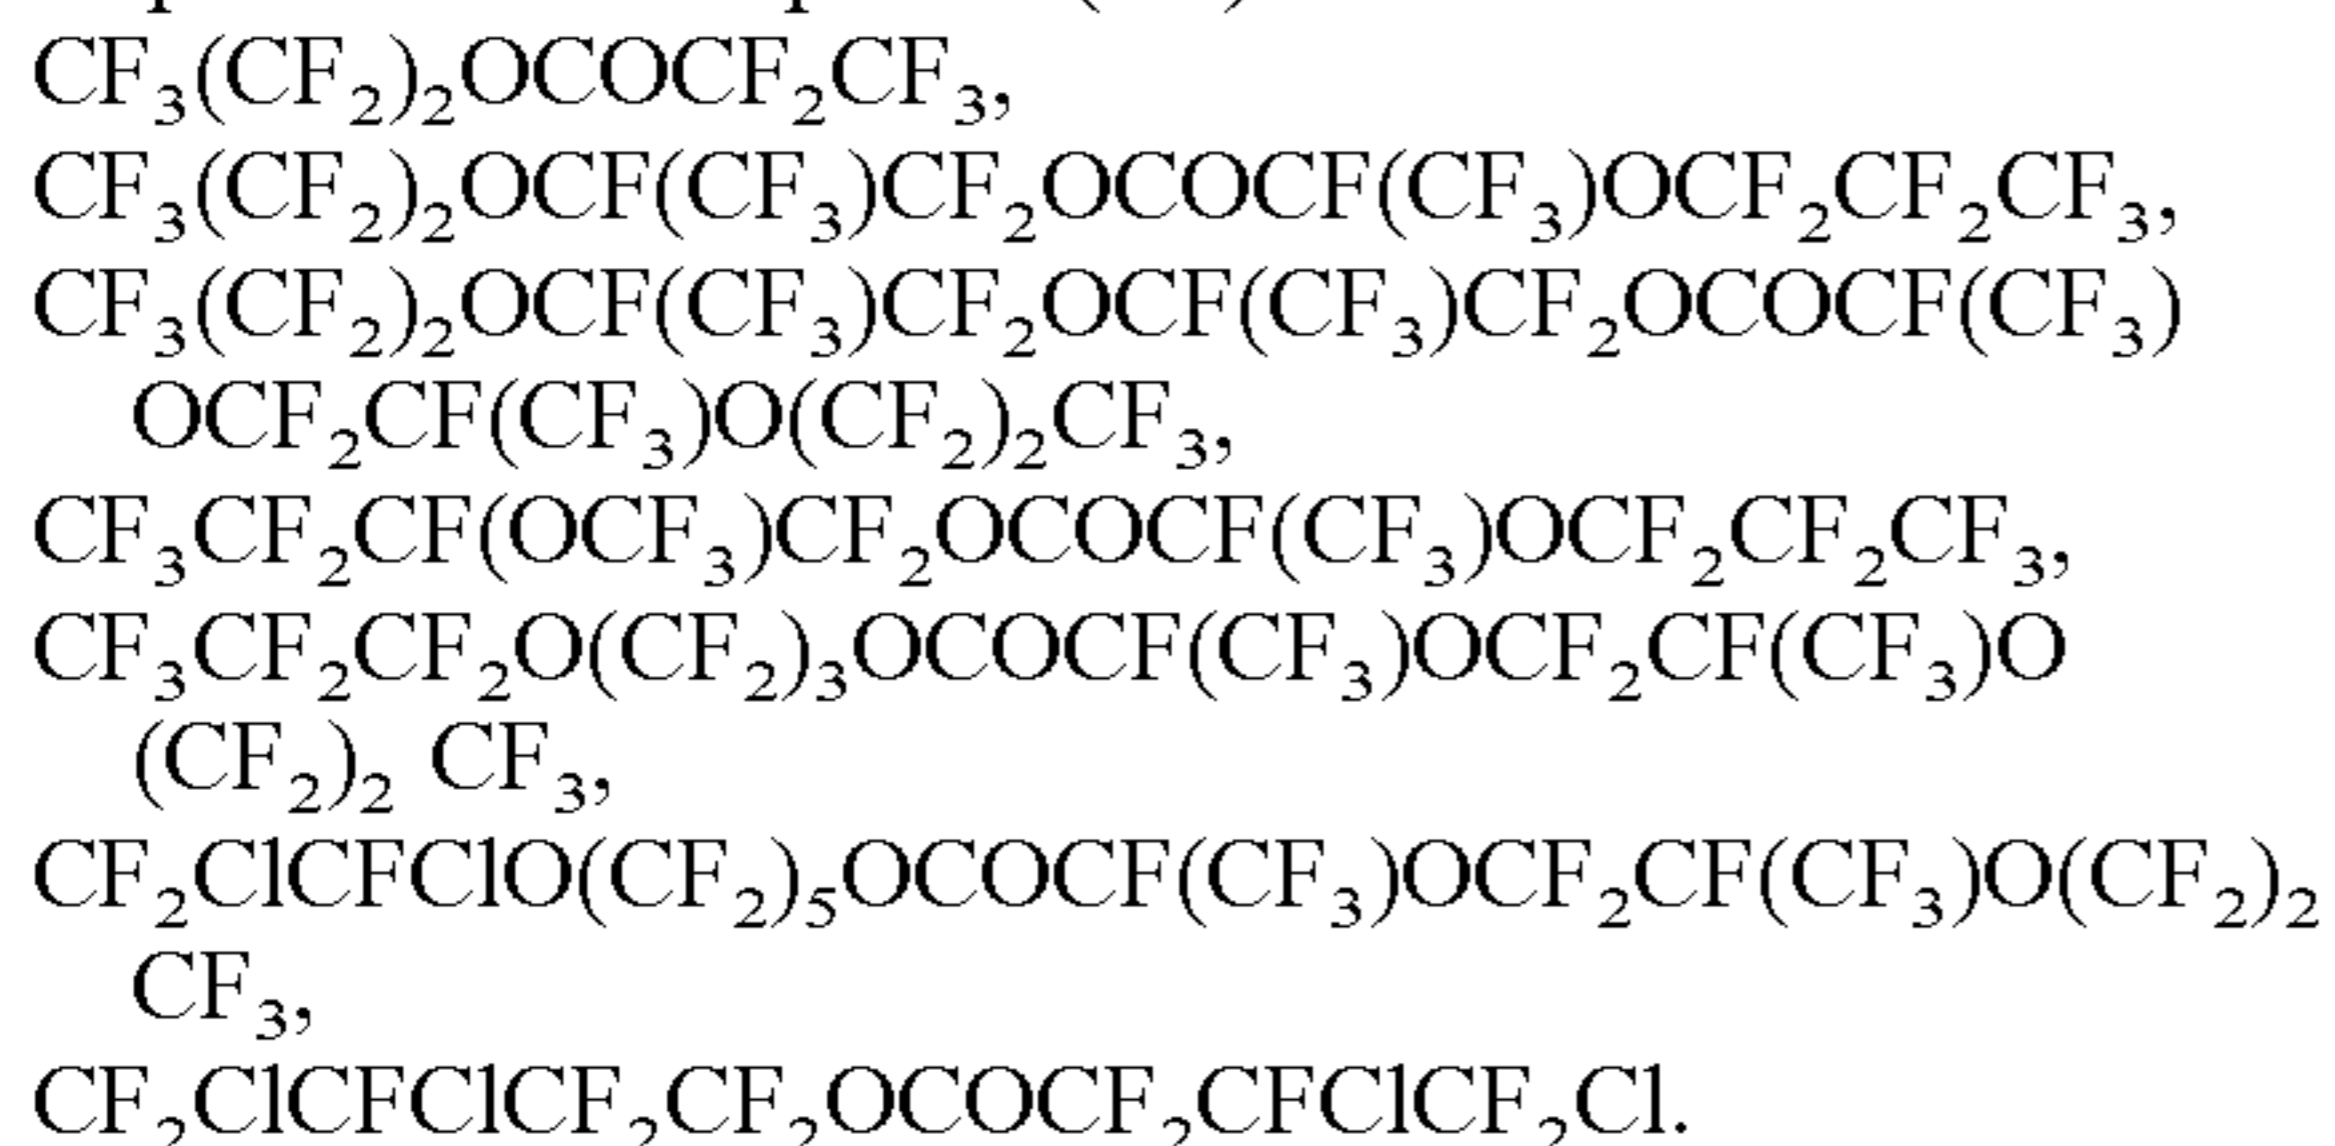 CF₃(CF₂)₂OCOCF₂CF₃,
CF₃(CF₂)₂OCF(CF₃)CF₂OCOCF(CF₃)OCF₂CF₂CF₃,
CF₃(CF₂)₂OCF(CF₃)CF₂OCF(CF₃)CF₂OCOCF(CF₃)
OCF₂CF(CF₃)O(CF₂)₂CF₃,
CF₃CF₂CF(OCF₃)CF₂OCOCF(CF₃)OCF₂CF₂CF₃,
CF₃CF₂CF₂O(CF₂)₃OCOCF(CF₃)OCF₂CF(CF₃)O
(CF₂)₂ CF₃,
CF₂ClCFClO(CF₂)₅OCOCF(CF₃)OCF₂CF(CF₃)O(CF₂)₂
CF₃,
CF₂ClCFClCF₂CF₂OCOCF₂CFClCF₂Cl.